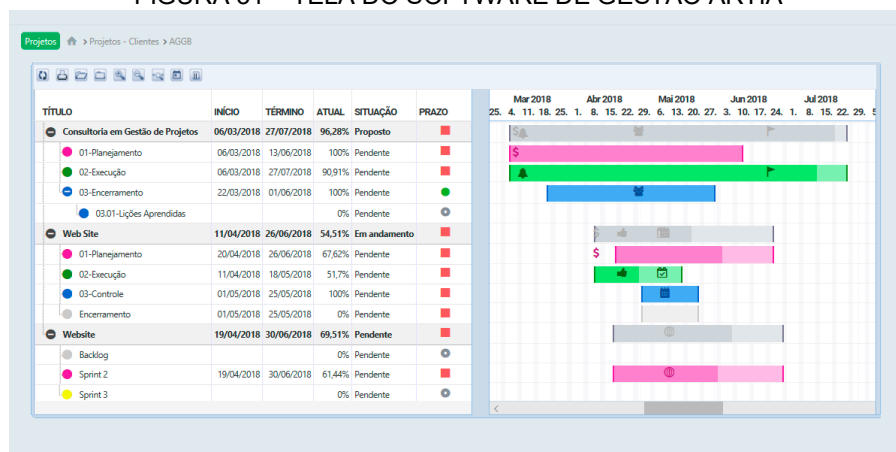 FIGURA 01 – TELA DO SOFTWARE DE GESTÃO ARTIA
Projetos > Projetos - Clientes > AGGB
TÍTULO INÍCIO TÉRMINO ATUAL SITUAÇÃO PRAZO
Mar 2018 Abr 2018 Mai 2018 Jun 2018 Jul 2018
25. 4. 11. 18. 25. 1. 8. 15. 22. 29. 6. 13. 20. 27. 3. 10. 17. 24. 1. 8. 15. 22. 29. 5
Consultoria em Gestão de Projetos 06/03/2018 27/07/2018 96,28% Proposto
01-Planejamento 06/03/2018 13/06/2018 100% Pendente
02-Execução 06/03/2018 27/07/2018 90,91% Pendente
03-Encerramento 22/03/2018 01/06/2018 100% Pendente
03.01-Lições Aprendidas 0% Pendente
Web Site 11/04/2018 26/06/2018 54,51% Em andamento
01-Planejamento 20/04/2018 26/06/2018 67,62% Pendente
02-Execução 11/04/2018 18/05/2018 51,7% Pendente
03-Controle 01/05/2018 25/05/2018 100% Pendente
Encerramento 01/05/2018 25/05/2018 0% Pendente
Website 19/04/2018 30/06/2018 69,51% Pendente
Backlog 0% Pendente
Sprint 2 19/04/2018 30/06/2018 61,44% Pendente
Sprint 3 0% Pendente